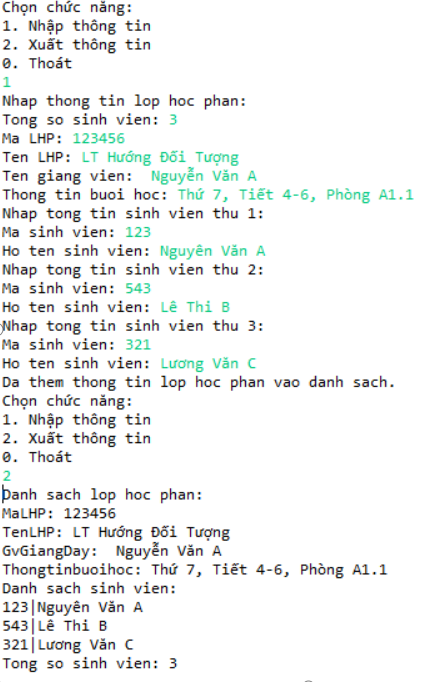 Chọn chức năng:
1. Nhập thông tin
2. Xuất thông tin
0. Thoát
1
Nhap thong tin lop hoc phan:
Tong so sinh vien: 3
Ma LHP: 123456
Ten LHP: LT Hướng Đối Tượng
Ten giang vien:  Nguyễn Văn A
Thong tin buoi hoc: Thứ 7, Tiết 4-6, Phòng A1.1
Nhap tong tin sinh vien thu 1:
Ma sinh vien: 123
Ho ten sinh vien: Nguyên Văn A
Nhap tong tin sinh vien thu 2:
Ma sinh vien: 543
Ho ten sinh vien: Lê Thi B
Nhap tong tin sinh vien thu 3:
Ma sinh vien: 321
Ho ten sinh vien: Lương Văn C
Da them thong tin lop hoc phan vao danh sach.
Chọn chức năng:
1. Nhập thông tin
2. Xuất thông tin
0. Thoát
2
Danh sach lop hoc phan:
MaLHP: 123456
TenLHP: LT Hướng Đối Tượng
GvGiangDay:  Nguyễn Văn A
Thongtinbuoihoc: Thứ 7, Tiết 4-6, Phòng A1.1
Danh sach sinh vien:
123|Nguyên Văn A
543|Lê Thi B
321|Lương Văn C
Tong so sinh vien: 3